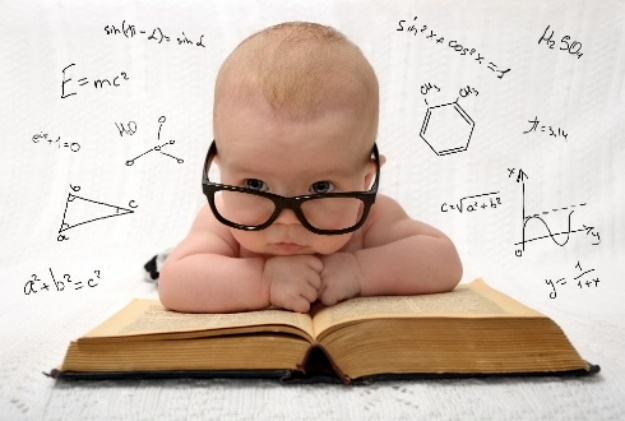 sin(π-α)=sin α
E=mc²
e^iπ+1=0
H₂O
b
c
a
a²+b²=c²
sin²x+cos²x=1
H₂SO₄
CH₃
CH₃
π=3,14
c=√a²+b²
x
y
0
y=1/1+x